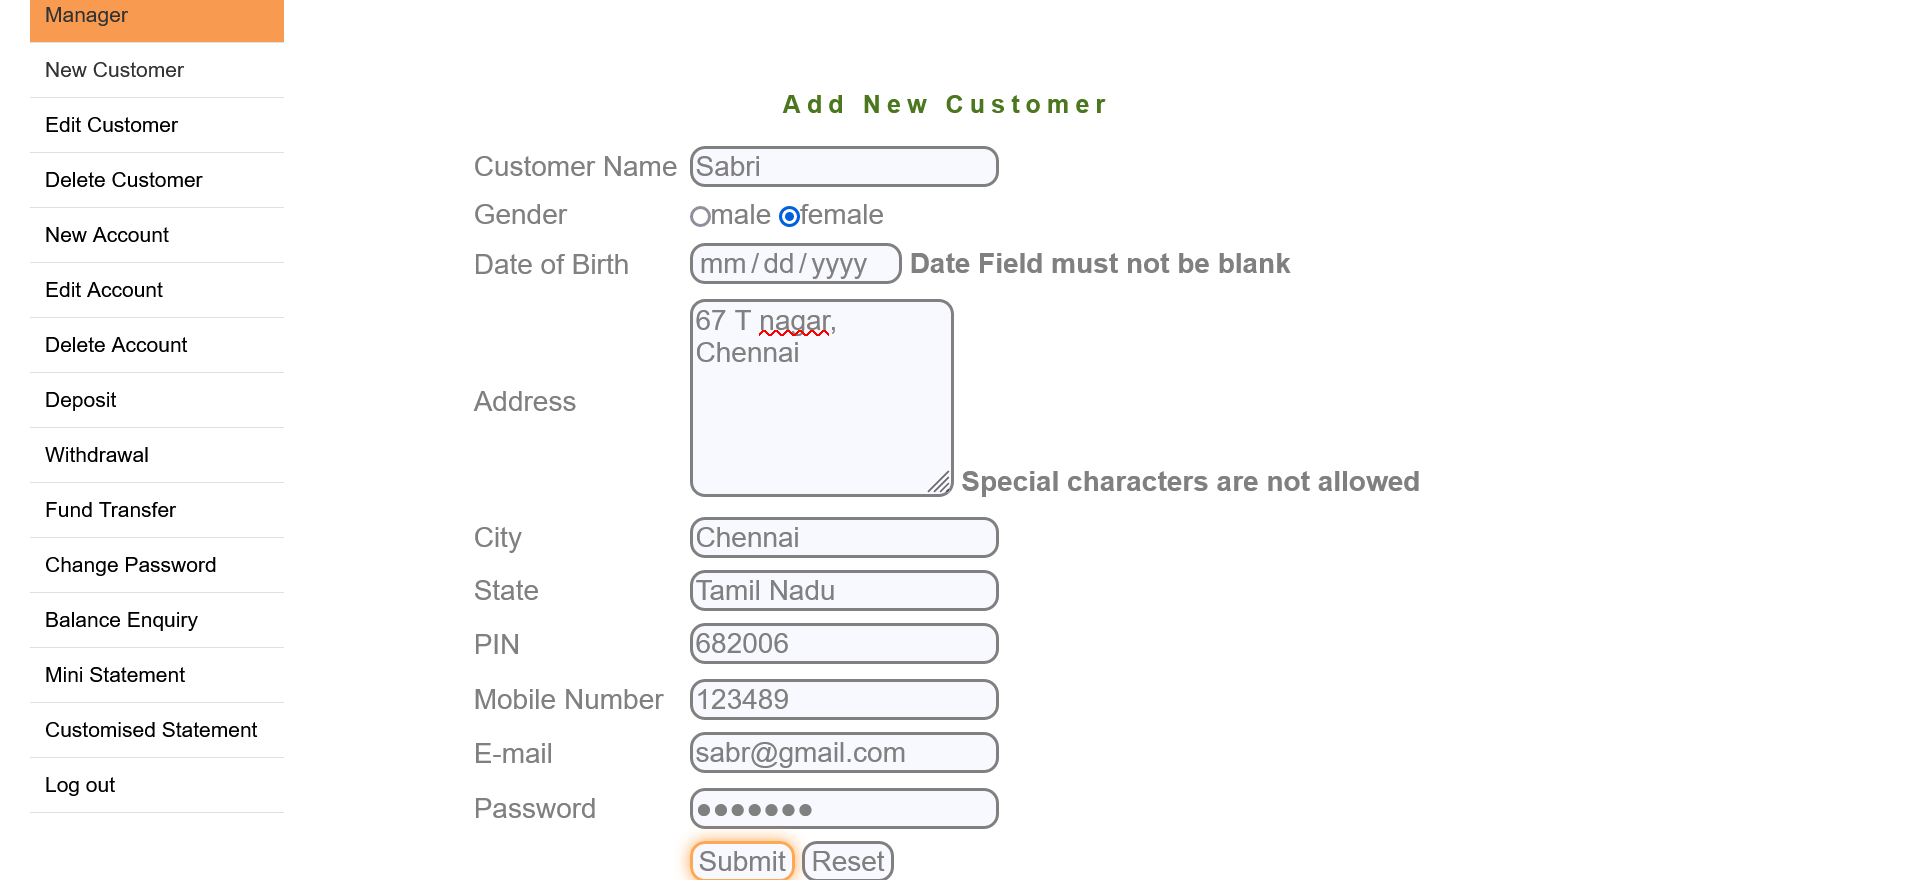 Manager
New Customer
Edit Customer
Delete Customer
New Account
Edit Account
Delete Account
Deposit
Withdrawal
Fund Transfer
Change Password
Balance Enquiry
Mini Statement
Customised Statement
Log out
Add New Customer
Customer Name Sabri
Gender male female
Date of Birth mm/dd/yyyy Date Field must not be blank
67 T nagar,
Chennai
Address
Special characters are not allowed
City Chennai
State Tamil Nadu
PIN 682006
Mobile Number 123489
E-mail sabr@gmail.com
Password •••••••
Submit Reset